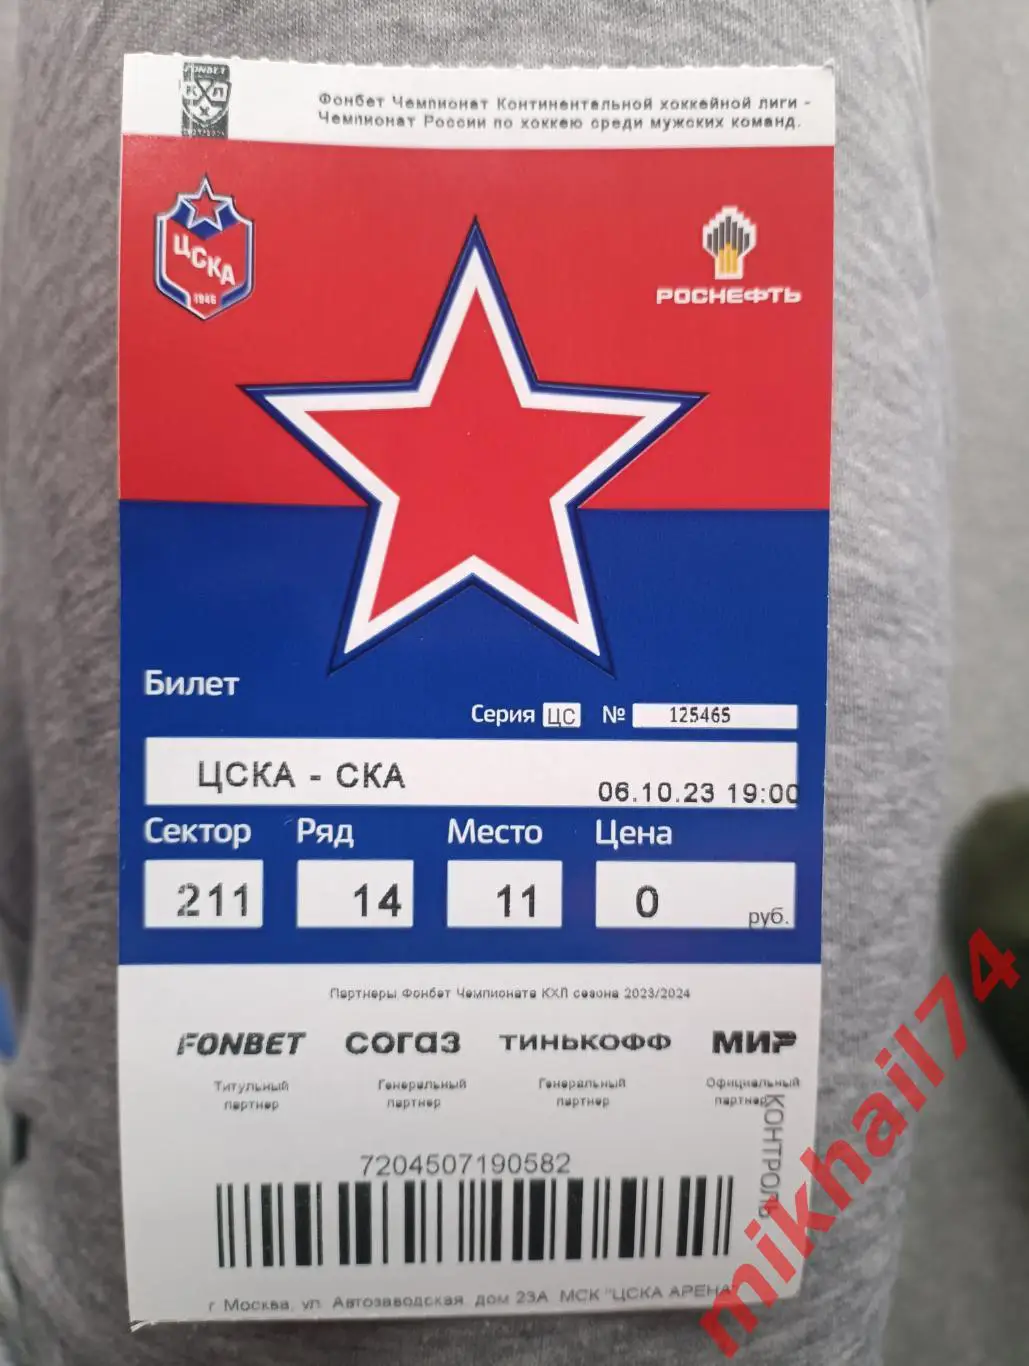 FONBET
КХЛ
Фонбет Чемпионат Континентальной хоккейной лиги -
Чемпионат России по хоккею среди мужских команд.
ЦСКА
1946
РОСНЕФТЬ
Билет
Серия ЦС № 125465
ЦСКА - СКА
06.10.23 19:00
Сектор Ряд Место Цена
211 14 11 0 руб.
Партнеры Фонбет Чемпионата КХЛ сезона 2023/2024
FONBET СОГАЗ ТИНЬКОФФ МИР
Титульный Генеральный Генеральный Официальный
партнер партнер партнер партнер
КОНТРОЛЬ
7204507190582
г Москва, ул. Автозаводская, дом 23А МСК "ЦСКА АРЕНА"
mikhail74